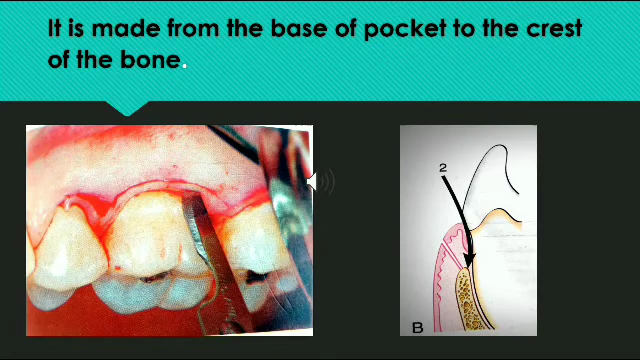 It is made from the base of pocket to the crest
of the bone.
2
B